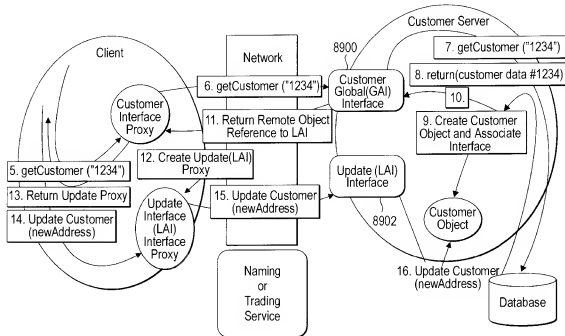 Client
Network
Customer Server
8900
7. getCustomer ("1234")
8. return(customer data #1234)
6. getCustomer ("1234")
Customer
Global(GAI)
Interface
10.
Customer
Interface
Proxy
11. Return Remote Object
Reference to LAI
9. Create Customer
Object and Associate
Interface
12. Create Update(LAI)
Proxy
5. getCustomer ("1234")
13. Return Update Proxy
14. Update Customer
(newAddress)
15. Update Customer
(newAddress)
Update (LAI)
Interface
8902
Update
Interface
(LAI)
Interface
Proxy
Customer
Object
16. Update Customer
(newAddress)
Naming
or
Trading
Service
Database